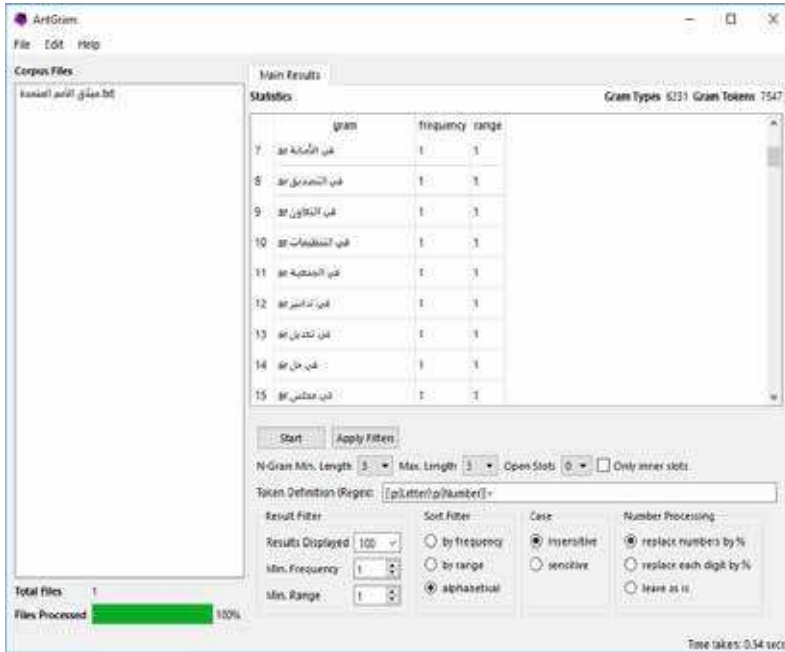 ArtGram
File Edit Help
Corpus Files
ميثاق الأمم المتحدة.txt
Main Results
Statistics
Gram Types 6231 Gram Tokens 7547
gram frequency range
7 في الأمانة ar 1 1
8 في التصديق ar 1 1
9 في التعاون ar 1 1
10 في التنظيمات ar 1 1
11 في الجمعية ar 1 1
12 في تدابير ar 1 1
13 في تعديل ar 1 1
14 في حل ar 1 1
15 في مجلس ar 1 1
Start Apply Filters
N-Gram Min. Length 3 Max. Length 3 Open Slots 0 Only inner slots
Token Definition (Regex: [\p{Letter}\p{Number}]+
Result Filter
Results Displayed 100
Min. Frequency 1
Min. Range 1
Sort Filter
by frequency
by range
alphabetical
Case
insensitive
sensitive
Number Processing
replace numbers by %
replace each digit by %
leave as is
Total Files 1
Files Processed 100%
Time taken: 0.54 secs